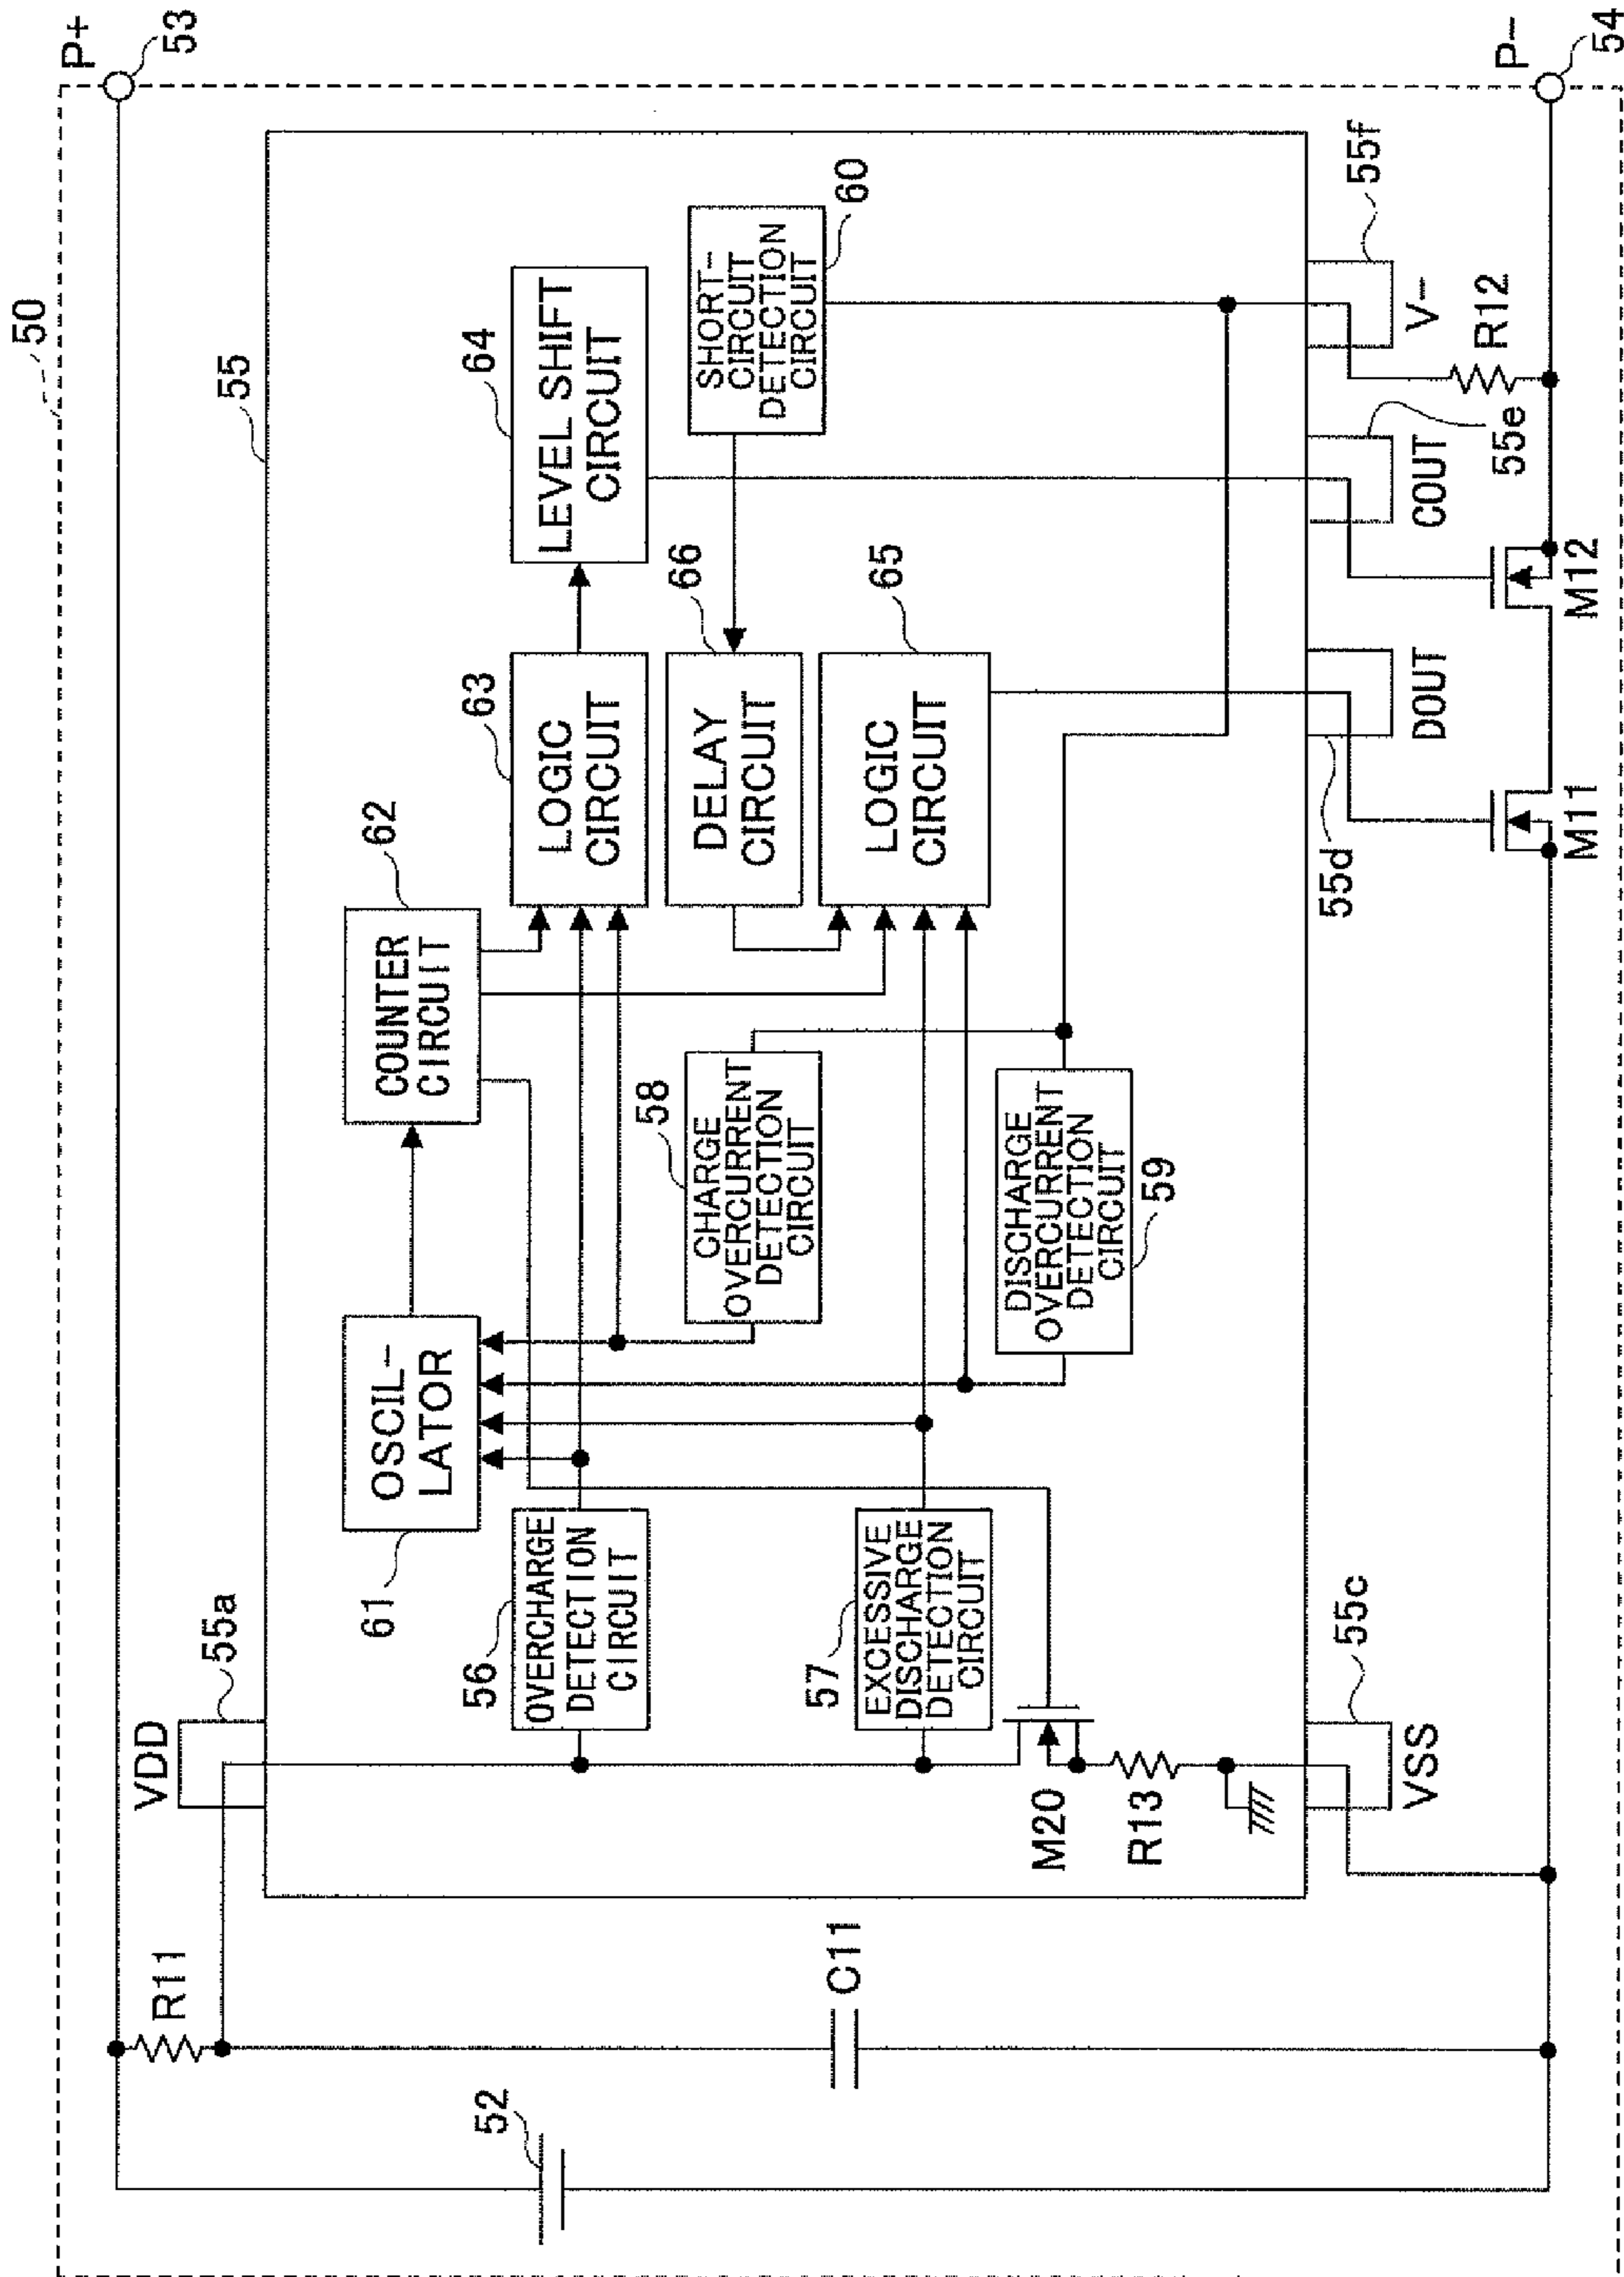 50
P+
53
R11
VDD
55a
55
52
C11
61
OSCIL-
LATOR
62
COUNTER
CIRCUIT
56
OVERCHARGE
DETECTION
CIRCUIT
63
LOGIC
CIRCUIT
64
LEVEL SHIFT
CIRCUIT
58
CHARGE
OVERCURRENT
DETECTION
CIRCUIT
66
DELAY
CIRCUIT
SHORT-
CIRCUIT
DETECTION
CIRCUIT
60
57
EXCESSIVE
DISCHARGE
DETECTION
CIRCUIT
65
LOGIC
CIRCUIT
DISCHARGE
OVERCURRENT
DETECTION
CIRCUIT
59
M20
R13
VSS
55c
55d
DOUT
COUT
55e
V-
55f
R12
M11
M12
P-
54